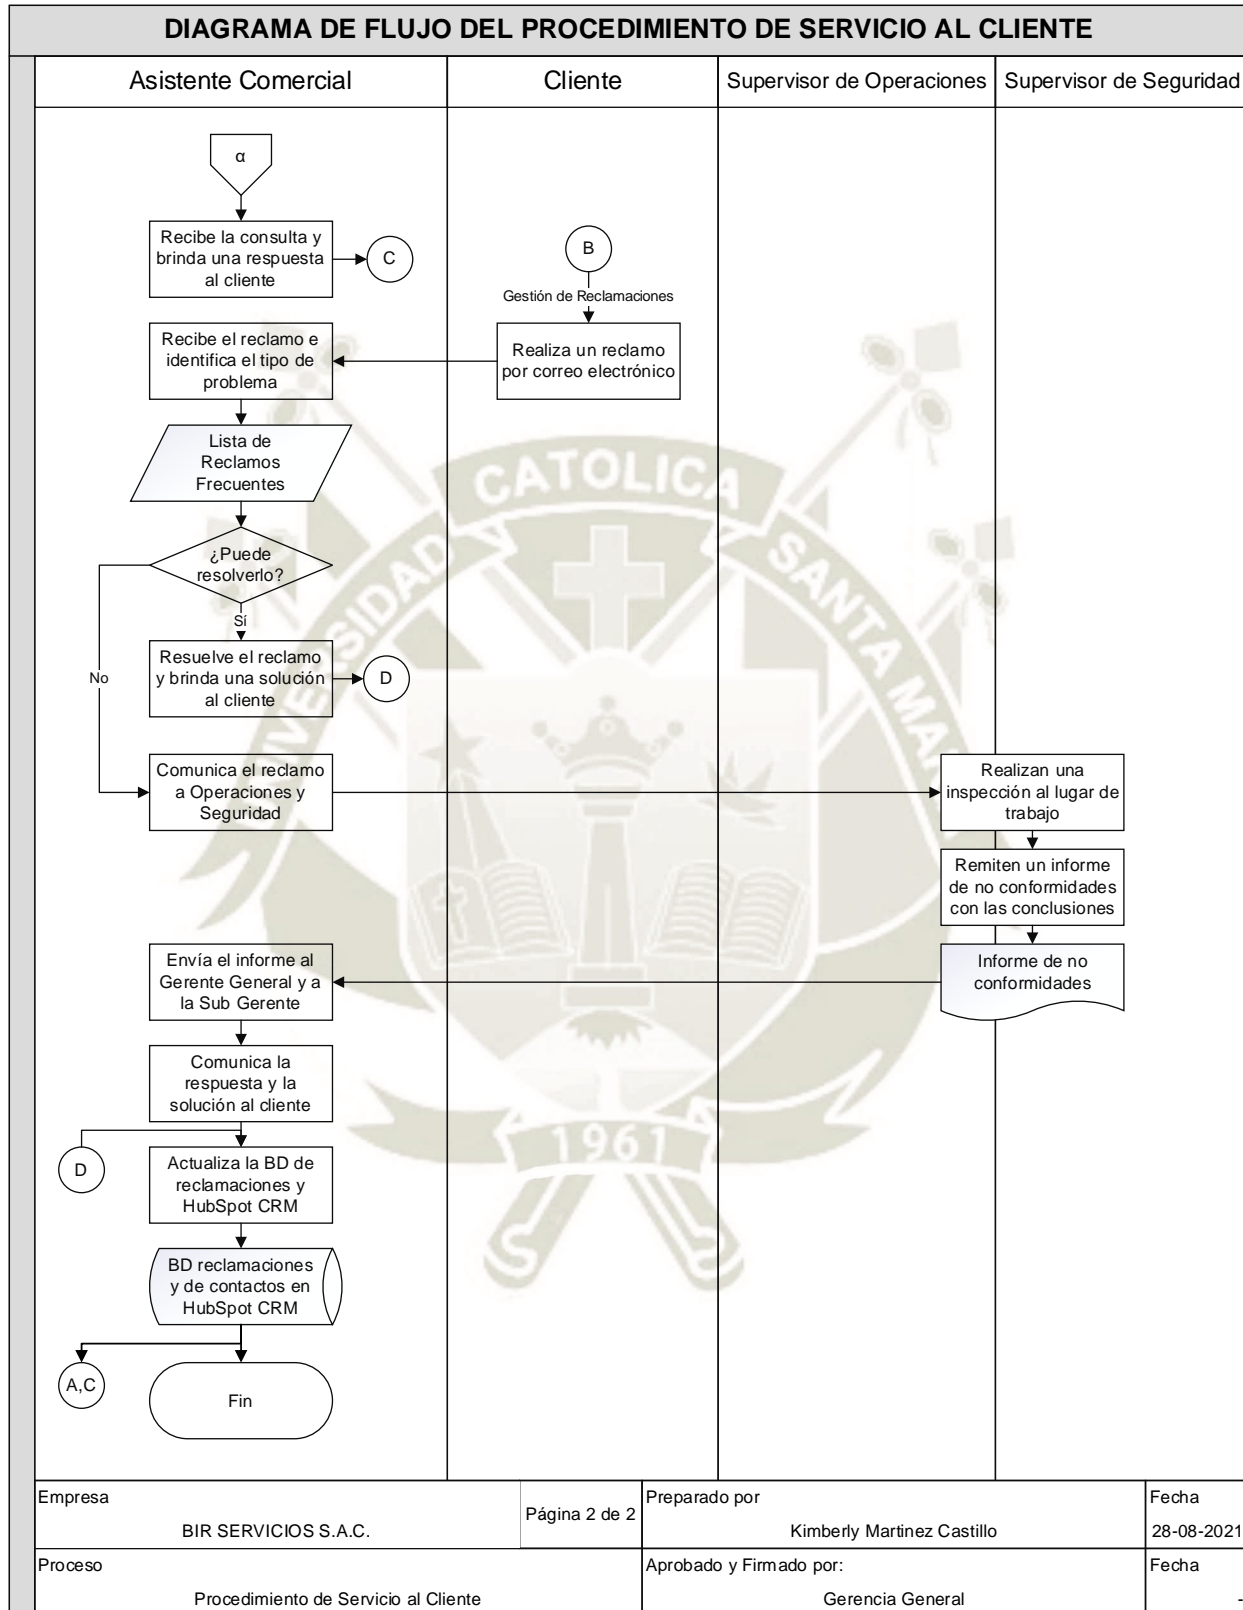 DIAGRAMA DE FLUJO DEL PROCEDIMIENTO DE SERVICIO AL CLIENTE
Asistente Comercial
Cliente
Supervisor de Operaciones
Supervisor de Seguridad
α
Recibe la consulta y
brinda una respuesta
al cliente
C
B
Gestión de Reclamaciones
Recibe el reclamo e
identifica el tipo de
problema
Realiza un reclamo
por correo electrónico
Lista de
Reclamos
Frecuentes
¿Puede
resolverlo?
Sí
No
Resuelve el reclamo
y brinda una solución
al cliente
D
Comunica el reclamo
a Operaciones y
Seguridad
Realizan una
inspección al lugar de
trabajo
Remiten un informe
de no conformidades
con las conclusiones
Informe de no
conformidades
Envía el informe al
Gerente General y a
la Sub Gerente
Comunica la
respuesta y la
solución al cliente
D
Actualiza la BD de
reclamaciones y
HubSpot CRM
BD reclamaciones
y de contactos en
HubSpot CRM
A,C
Fin
UNIVERSIDAD CATOLICA SANTA MARIA
1961
Empresa
BIR SERVICIOS S.A.C.
Página 2 de 2
Preparado por
Kimberly Martinez Castillo
Fecha
28-08-2021
Proceso
Procedimiento de Servicio al Cliente
Aprobado y Firmado por:
Gerencia General
Fecha
-